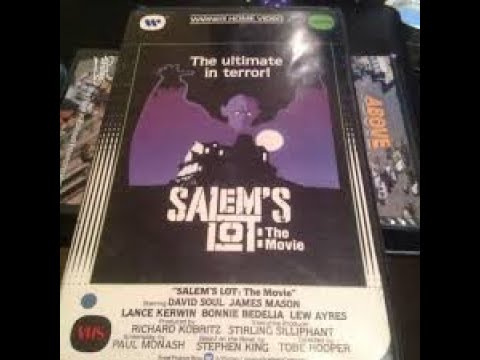 WARNER HOME VIDEO
The ultimate
in terror!
SALEM'S
LOT: The
Movie
ABOVE
"SALEM'S LOT: The Movie"
Starring DAVID SOUL JAMES MASON
LANCE KERWIN BONNIE BEDELIA LEW AYRES
Produced by Executive Producer
RICHARD KOBRITZ STIRLING SILLIPHANT
Screenplay by Based on the Novel by Directed by
PAUL MONASH STEPHEN KING TOBE HOOPER
VHS